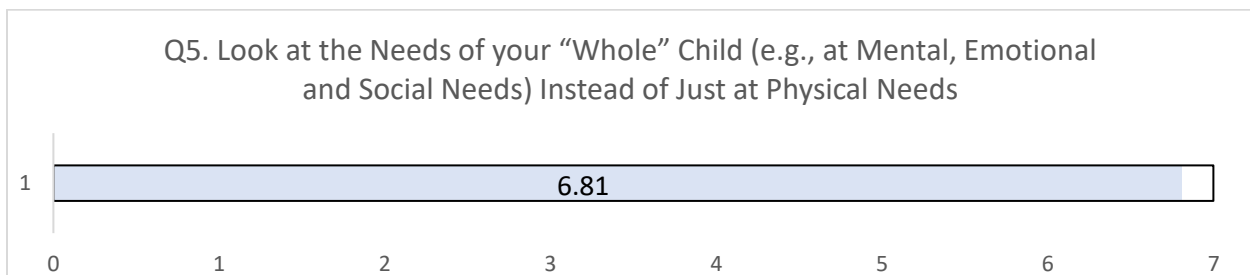 Q5. Look at the Needs of your “Whole” Child (e.g., at Mental, Emotional
and Social Needs) Instead of Just at Physical Needs
1
6.81
0 1 2 3 4 5 6 7